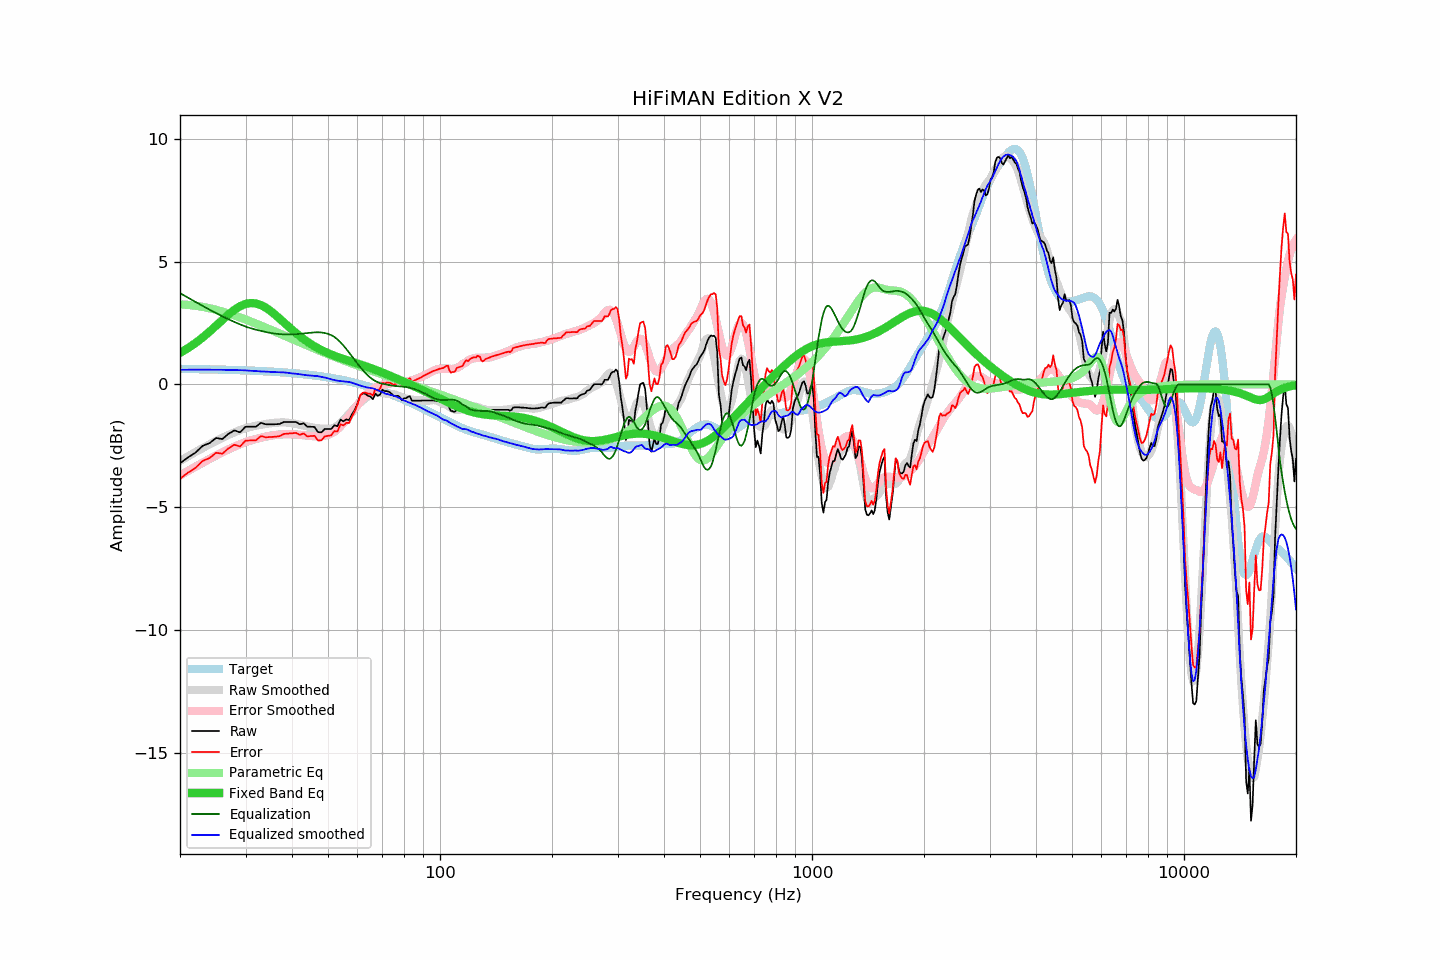 HiFiMAN Edition X V2
10
5
0
−5
−10
−15
Amplitude (dBr)
Target
Raw Smoothed
Error Smoothed
Raw
Error
Parametric Eq
Fixed Band Eq
Equalization
Equalized smoothed
100
1000
10000
Frequency (Hz)